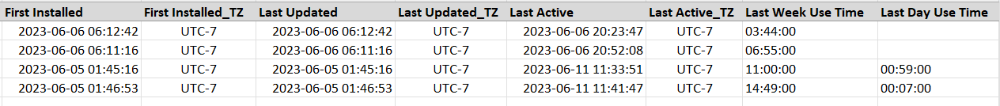 First Installed First Installed_TZ Last Updated Last Updated_TZ Last Active Last Active_TZ Last Week Use Time Last Day Use Time
2023-06-06 06:12:42 UTC-7 2023-06-06 06:12:42 UTC-7 2023-06-06 20:23:47 UTC-7 03:44:00
2023-06-06 06:11:16 UTC-7 2023-06-06 06:11:16 UTC-7 2023-06-06 20:52:08 UTC-7 06:55:00
2023-06-05 01:45:16 UTC-7 2023-06-05 01:45:16 UTC-7 2023-06-11 11:33:51 UTC-7 11:00:00 00:59:00
2023-06-05 01:46:53 UTC-7 2023-06-05 01:46:53 UTC-7 2023-06-11 11:41:47 UTC-7 14:49:00 00:07:00